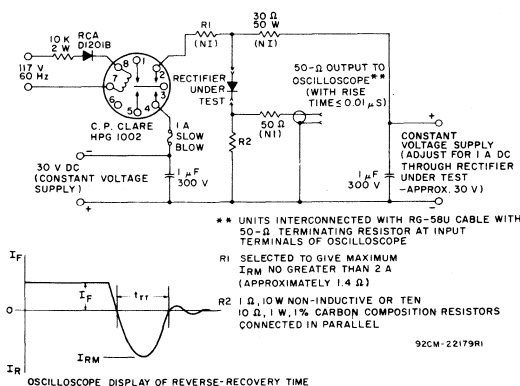 10 K
2 W
RCA
D1201B
117 V
60 Hz
8
1
2
7
3
6
5
4
C. P. CLARE
HPG 1002
1 A
SLOW
BLOW
30 V DC
(CONSTANT VOLTAGE
SUPPLY)
1 μF
300 V
R1
(NI)
30 Ω
50 W
(NI)
RECTIFIER
UNDER
TEST
50-Ω OUTPUT TO
OSCILLOSCOPE**
(WITH RISE
TIME ≤ 0.01 μS)
50 Ω
(NI)
R2
1 μF
300 V
CONSTANT
VOLTAGE SUPPLY
(ADJUST FOR 1 A DC
THROUGH RECTIFIER
UNDER TEST
-APPROX. 30 V)
** UNITS INTERCONNECTED WITH RG-58U CABLE WITH
50-Ω TERMINATING RESISTOR AT INPUT
TERMINALS OF OSCILLOSCOPE
R1 SELECTED TO GIVE MAXIMUM
IRM NO GREATER THAN 2 A
(APPROXIMATELY 1.4 Ω)
R2 1 Ω, 10 W NON-INDUCTIVE OR TEN
10 Ω, 1 W, 1% CARBON COMPOSITION RESISTORS
CONNECTED IN PARALLEL
92CM-22179R1
IF
IF
trr
0
IRM
IR
OSCILLOSCOPE DISPLAY OF REVERSE-RECOVERY TIME